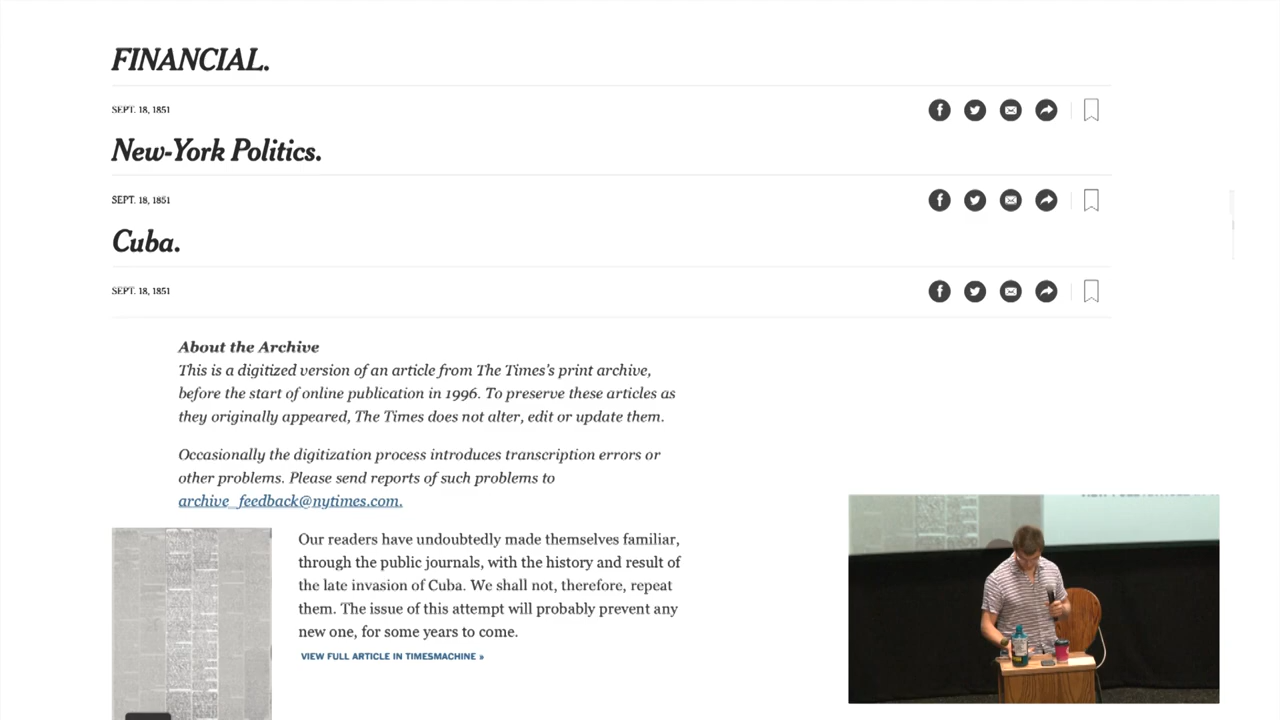 FINANCIAL.
SEPT. 18, 1851
New-York Politics.
SEPT. 18, 1851
Cuba.
SEPT. 18, 1851
About the Archive
This is a digitized version of an article from The Times's print archive,
before the start of online publication in 1996. To preserve these articles as
they originally appeared, The Times does not alter, edit or update them.
Occasionally the digitization process introduces transcription errors or
other problems. Please send reports of such problems to
archive_feedback@nytimes.com.
Our readers have undoubtedly made themselves familiar,
through the public journals, with the history and result of
the late invasion of Cuba. We shall not, therefore, repeat
them. The issue of this attempt will probably prevent any
new one, for some years to come.
VIEW FULL ARTICLE IN TIMESMACHINE »